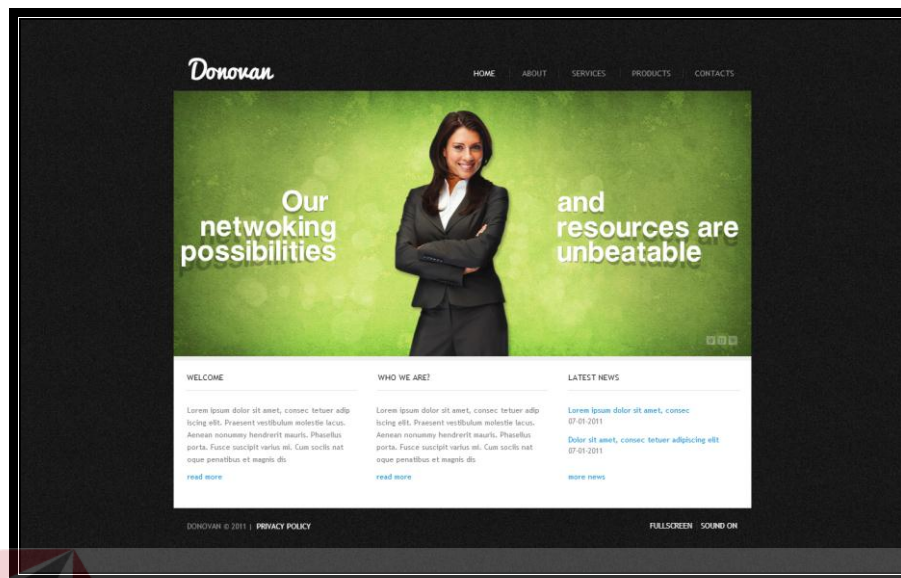 Donovan
HOME
ABOUT
SERVICES
PRODUCTS
CONTACTS
Our
netwoking
possibilities
and
resources are
unbeatable
WELCOME
Lorem ipsum dolor sit amet, consec tetuer adip
iscing elit. Praesent vestibulum molestie lacus.
Aenean nonummy hendrerit mauris. Phasellus
porta. Fusce suscipit varius mi. Cum sociis nat
oque penatibus et magnis dis
read more
WHO WE ARE?
Lorem ipsum dolor sit amet, consec tetuer adip
iscing elit. Praesent vestibulum molestie lacus.
Aenean nonummy hendrerit mauris. Phasellus
porta. Fusce suscipit varius mi. Cum sociis nat
oque penatibus et magnis dis
read more
LATEST NEWS
Lorem ipsum dolor sit amet, consec
07-01-2011
Dolor sit amet, consec tetuer adipiscing elit
07-01-2011
more news
DONOVAN © 2011 | PRIVACY POLICY
FULLSCREEN
SOUND ON